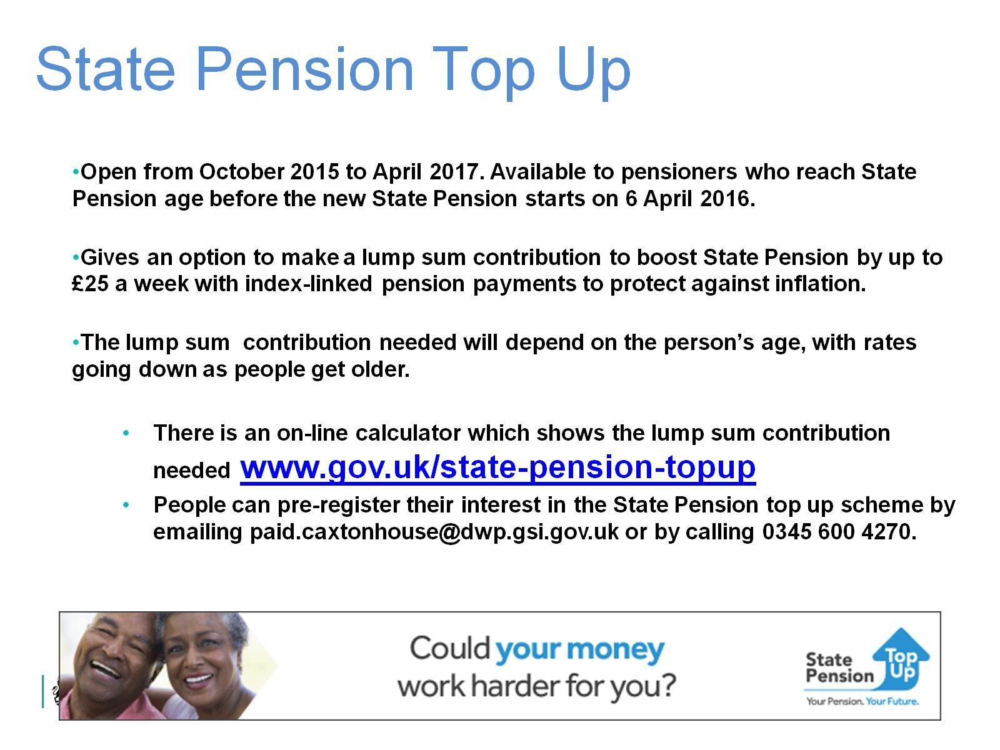 State Pension Top Up
•Open from October 2015 to April 2017. Available to pensioners who reach State
Pension age before the new State Pension starts on 6 April 2016.
•Gives an option to make a lump sum contribution to boost State Pension by up to
£25 a week with index-linked pension payments to protect against inflation.
•The lump sum  contribution needed will depend on the person’s age, with rates
going down as people get older.
• There is an on-line calculator which shows the lump sum contribution
needed www.gov.uk/state-pension-topup
• People can pre-register their interest in the State Pension top up scheme by
emailing paid.caxtonhouse@dwp.gsi.gov.uk or by calling 0345 600 4270.
Could your money
work harder for you?
State
Pension
Top
Up
Your Pension. Your Future.